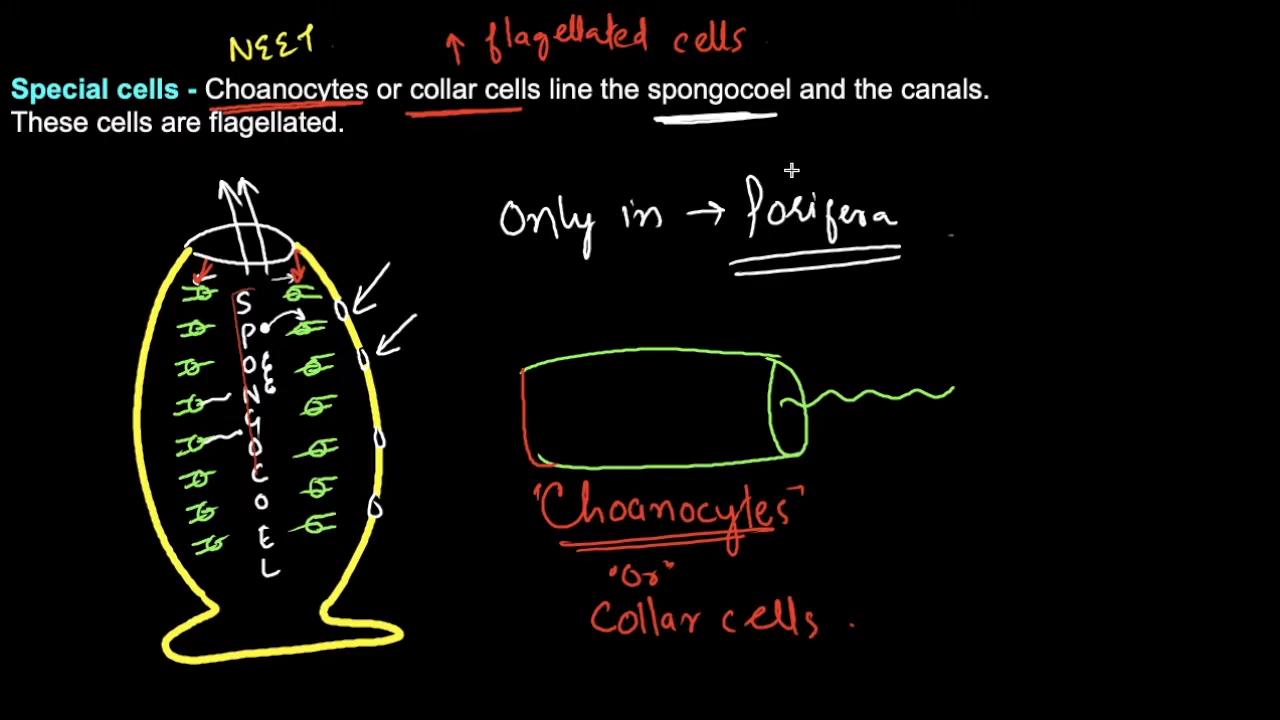 NEET
↑ flagellated cells
Special cells - Choanocytes or collar cells line the spongocoel and the canals.
These cells are flagellated.
Only in → Porifera
SPONGOCOEL
"Choanocytes"
"Or"
Collar cells.